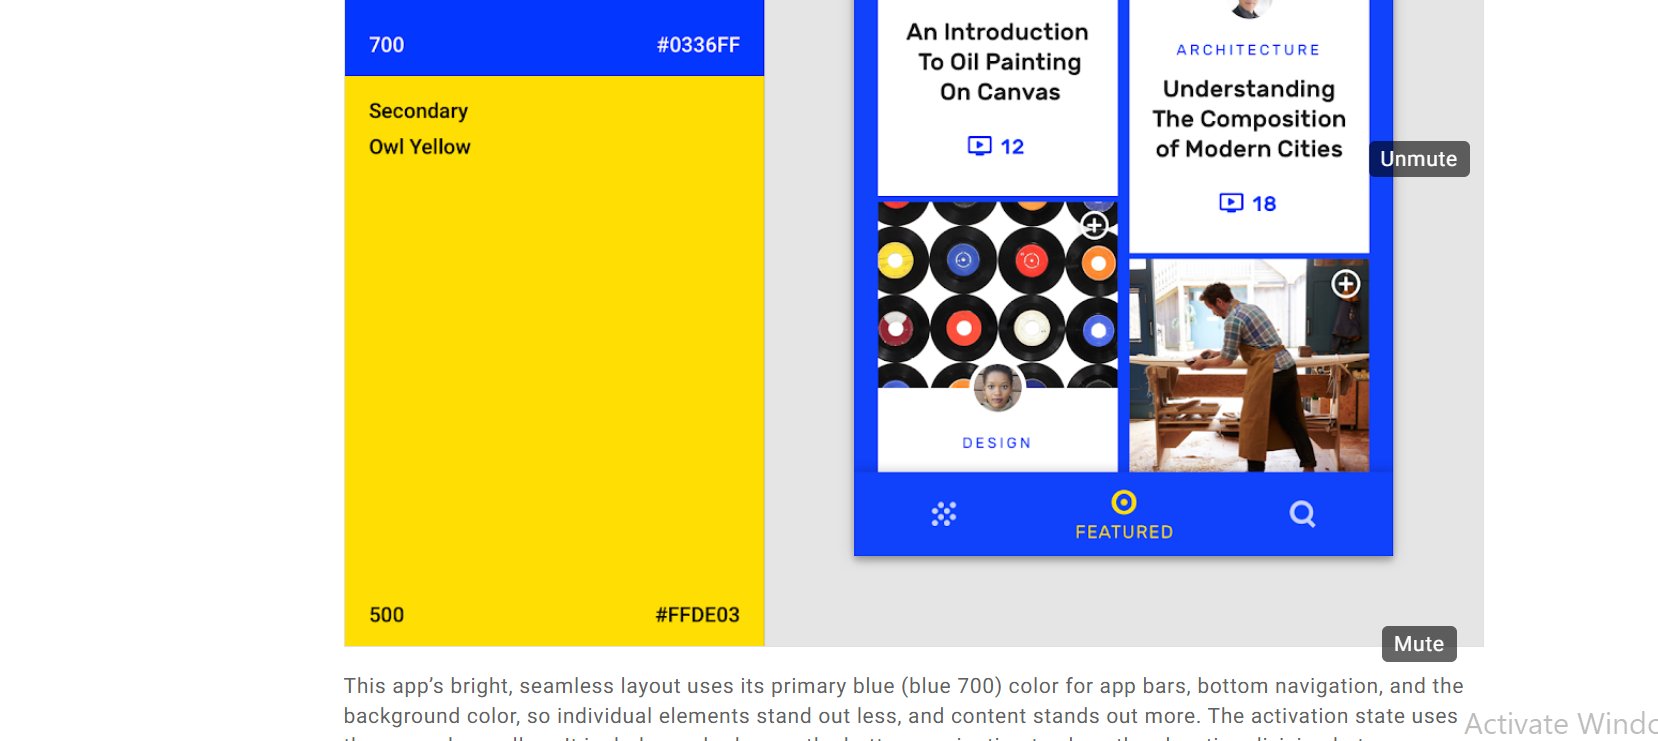 700 #0336FF
Secondary
Owl Yellow
500 #FFDE03
An Introduction
To Oil Painting
On Canvas
12
DESIGN
ARCHITECTURE
Understanding
The Composition
of Modern Cities
18
FEATURED
Unmute
Mute
This app’s bright, seamless layout uses its primary blue (blue 700) color for app bars, bottom navigation, and the
background color, so individual elements stand out less, and content stands out more. The activation state uses
Activate Windo